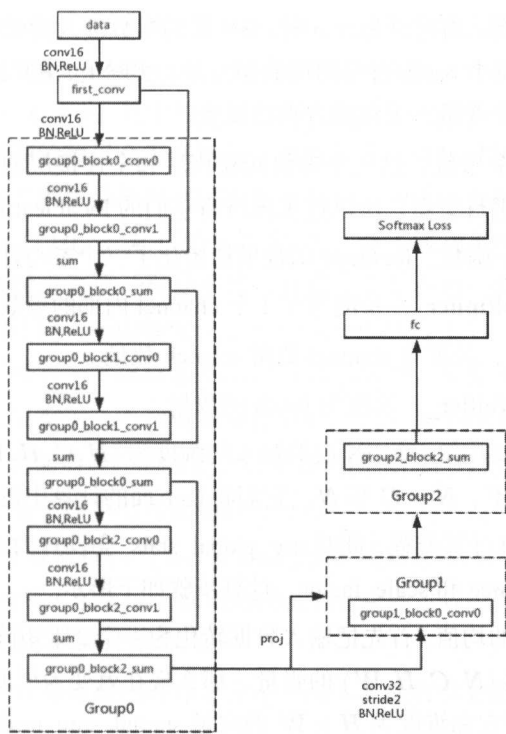 data
conv16
BN,ReLU
first_conv
conv16
BN,ReLU
group0_block0_conv0
conv16
BN,ReLU
group0_block0_conv1
sum
group0_block0_sum
conv16
BN,ReLU
group0_block1_conv0
conv16
BN,ReLU
group0_block1_conv1
sum
group0_block0_sum
conv16
BN,ReLU
group0_block2_conv0
conv16
BN,ReLU
group0_block2_conv1
sum
group0_block2_sum
Group0
Softmax Loss
fc
group2_block2_sum
Group2
Group1
group1_block0_conv0
proj
conv32
stride2
BN,ReLU